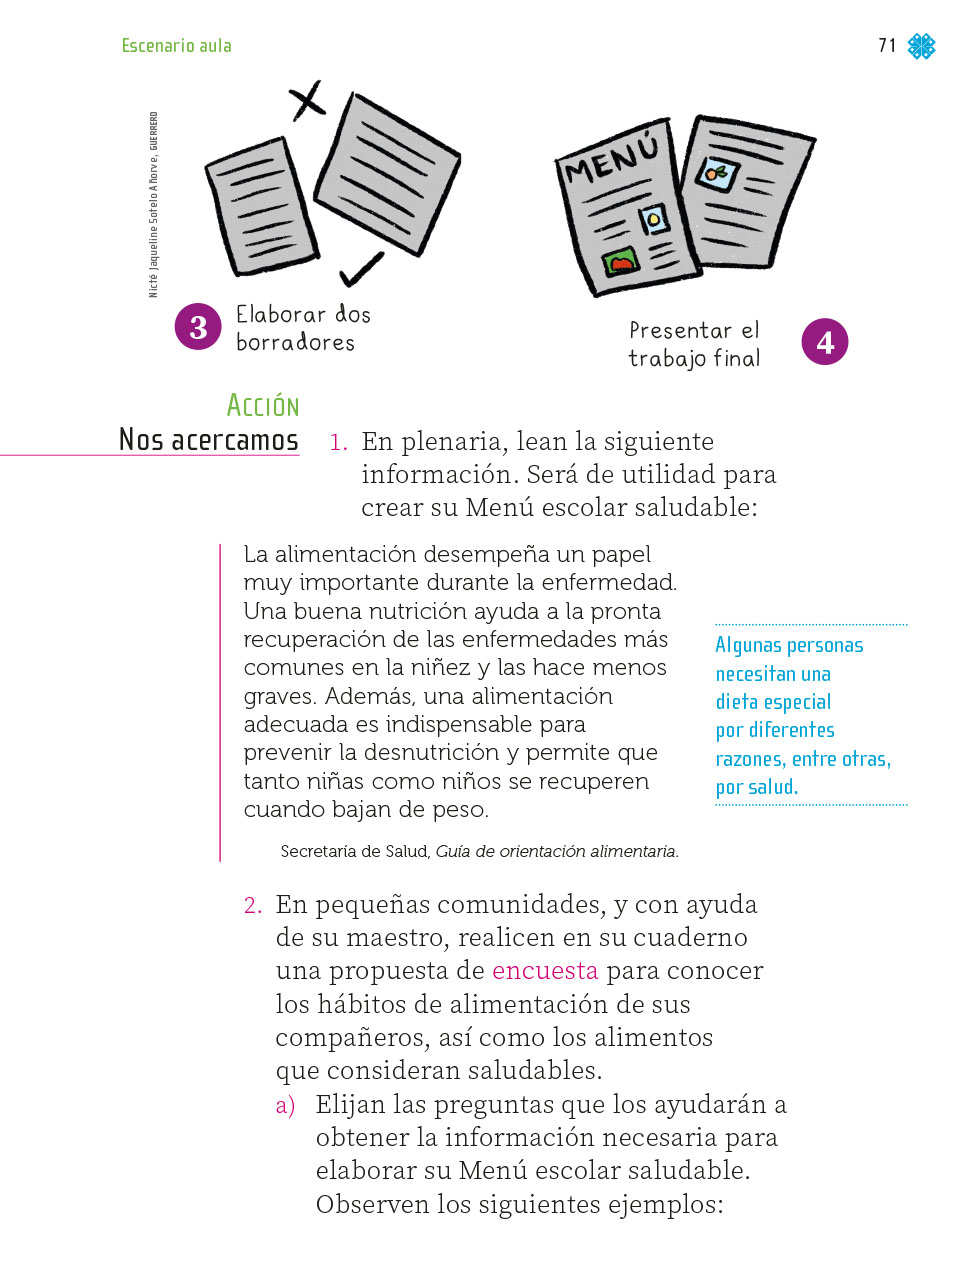 Escenario aula
71
Nicté Jaqueline Sotelo Añorve, GUERRERO
MENÚ
3
Elaborar dos
borradores
Presentar el
trabajo final
4
Acción
Nos acercamos
1. En plenaria, lean la siguiente
información. Será de utilidad para
crear su Menú escolar saludable:
La alimentación desempeña un papel
muy importante durante la enfermedad.
Una buena nutrición ayuda a la pronta
recuperación de las enfermedades más
comunes en la niñez y las hace menos
graves. Además, una alimentación
adecuada es indispensable para
prevenir la desnutrición y permite que
tanto niñas como niños se recuperen
cuando bajan de peso.
Secretaría de Salud, Guía de orientación alimentaria.
Algunas personas
necesitan una
dieta especial
por diferentes
razones, entre otras,
por salud.
2. En pequeñas comunidades, y con ayuda
de su maestro, realicen en su cuaderno
una propuesta de encuesta para conocer
los hábitos de alimentación de sus
compañeros, así como los alimentos
que consideran saludables.
a) Elijan las preguntas que los ayudarán a
obtener la información necesaria para
elaborar su Menú escolar saludable.
Observen los siguientes ejemplos: